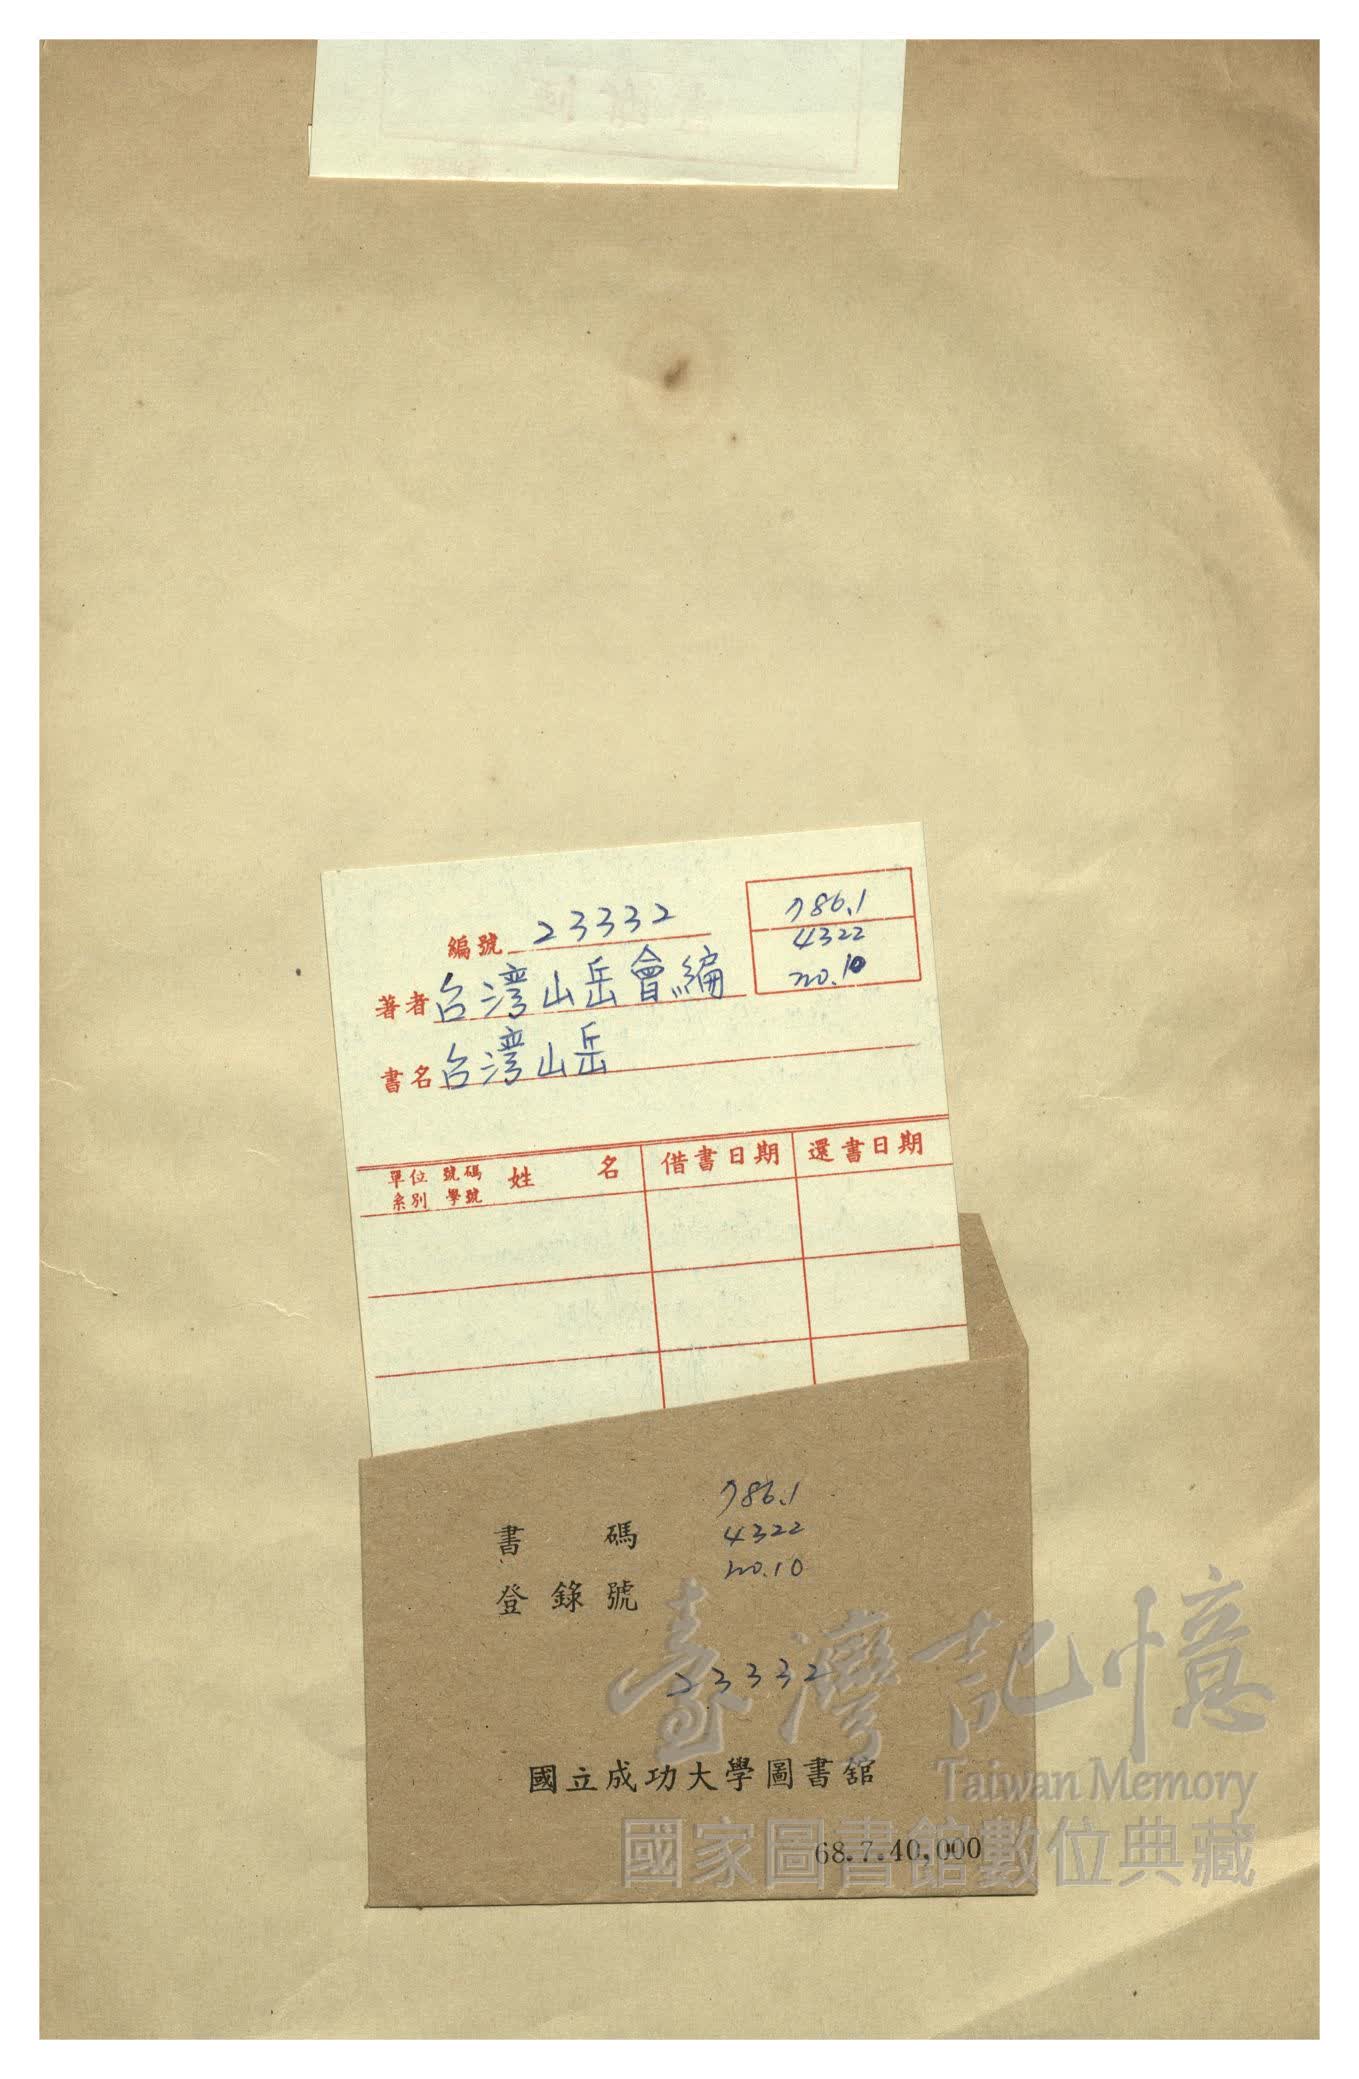 編號 23332
786.1
4322
no.10
著者 台湾山岳會編
書名 台湾山岳
單位 號碼 姓 名 借書日期 還書日期
系別 學號
書碼 786.1
4322
no.10
登錄號
23332
國立成功大學圖書舘
68.7.40,000
臺灣記憶
Taiwan Memory
國家圖書館數位典藏